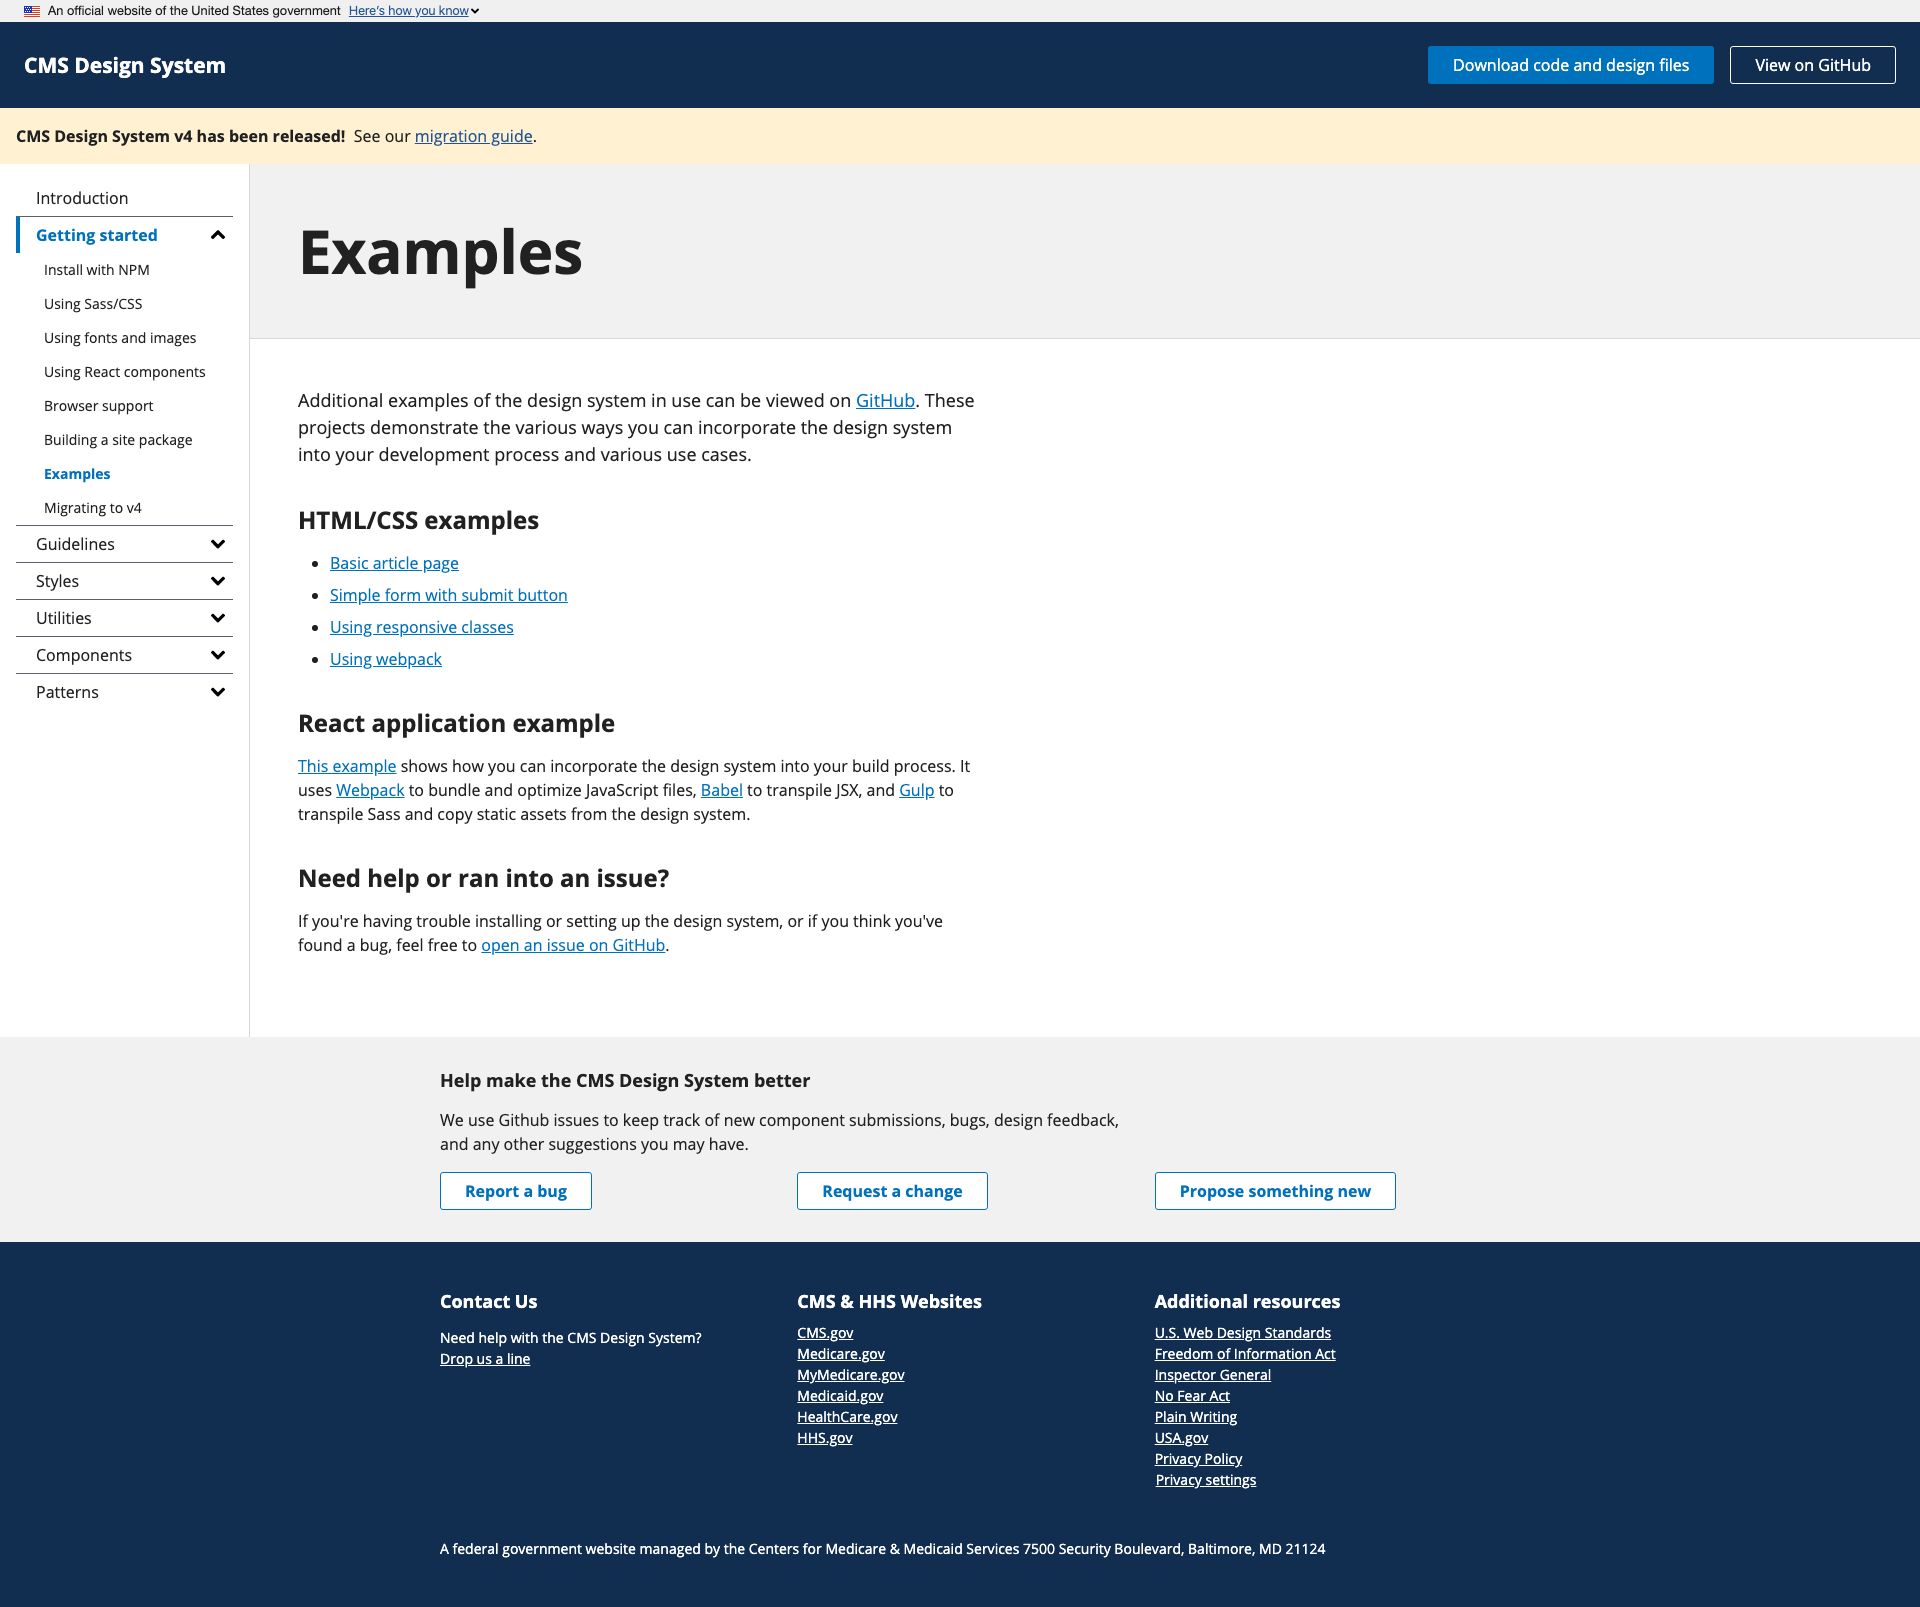 An official website of the United States government Here's how you know
CMS Design System
Download code and design files
View on GitHub
CMS Design System v4 has been released! See our migration guide.
Introduction
Getting started
Install with NPM
Using Sass/CSS
Using fonts and images
Using React components
Browser support
Building a site package
Examples
Migrating to v4
Guidelines
Styles
Utilities
Components
Patterns
Examples
Additional examples of the design system in use can be viewed on GitHub. These
projects demonstrate the various ways you can incorporate the design system
into your development process and various use cases.
HTML/CSS examples
Basic article page
Simple form with submit button
Using responsive classes
Using webpack
React application example
This example shows how you can incorporate the design system into your build process. It
uses Webpack to bundle and optimize JavaScript files, Babel to transpile JSX, and Gulp to
transpile Sass and copy static assets from the design system.
Need help or ran into an issue?
If you're having trouble installing or setting up the design system, or if you think you've
found a bug, feel free to open an issue on GitHub.
Help make the CMS Design System better
We use Github issues to keep track of new component submissions, bugs, design feedback,
and any other suggestions you may have.
Report a bug
Request a change
Propose something new
Contact Us
Need help with the CMS Design System?
Drop us a line
CMS & HHS Websites
CMS.gov
Medicare.gov
MyMedicare.gov
Medicaid.gov
HealthCare.gov
HHS.gov
Additional resources
U.S. Web Design Standards
Freedom of Information Act
Inspector General
No Fear Act
Plain Writing
USA.gov
Privacy Policy
Privacy settings
A federal government website managed by the Centers for Medicare & Medicaid Services 7500 Security Boulevard, Baltimore, MD 21124